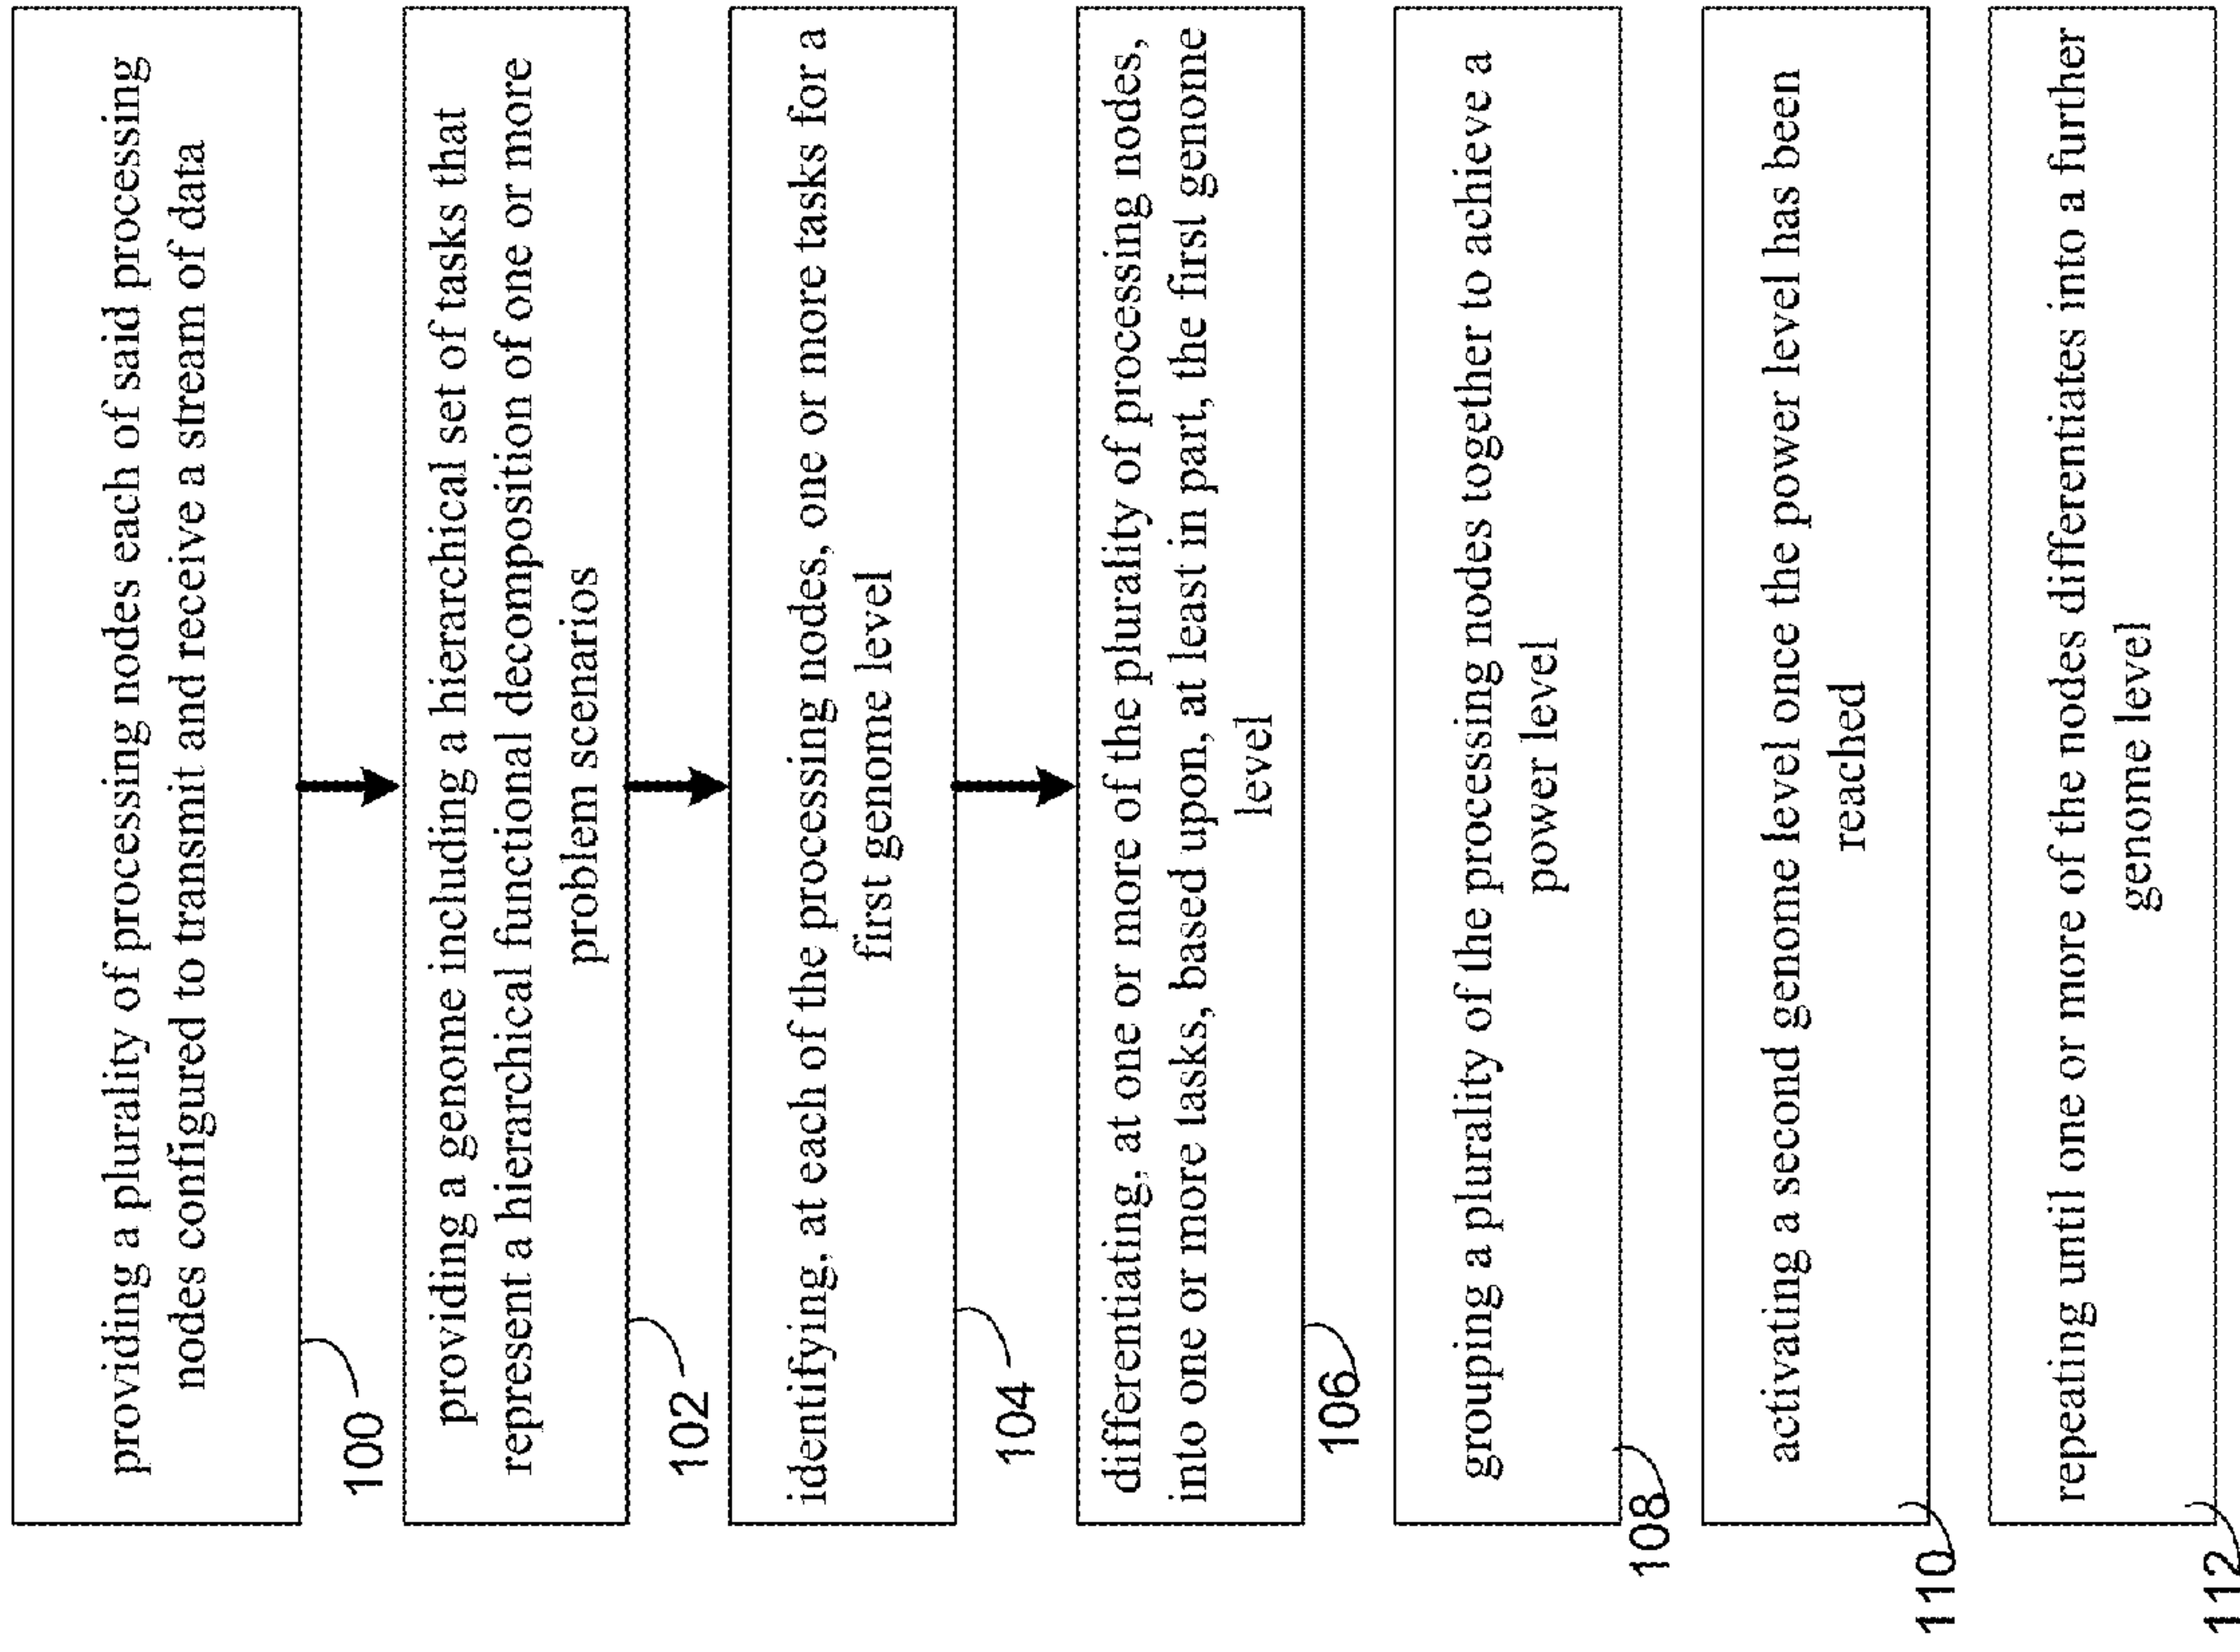 providing a plurality of processing nodes each of said processing
nodes configured to transmit and receive a stream of data
100
providing a genome including a hierarchical set of tasks that
represent a hierarchical functional decomposition of one or more
problem scenarios
102
identifying, at each of the processing nodes, one or more tasks for a
first genome level
104
differentiating, at one or more of the plurality of processing nodes,
into one or more tasks, based upon, at least in part, the first genome
level
106
grouping a plurality of the processing nodes together to achieve a
power level
108
activating a second genome level once the power level has been
reached
110
repeating until one or more of the nodes differentiates into a further
genome level
112